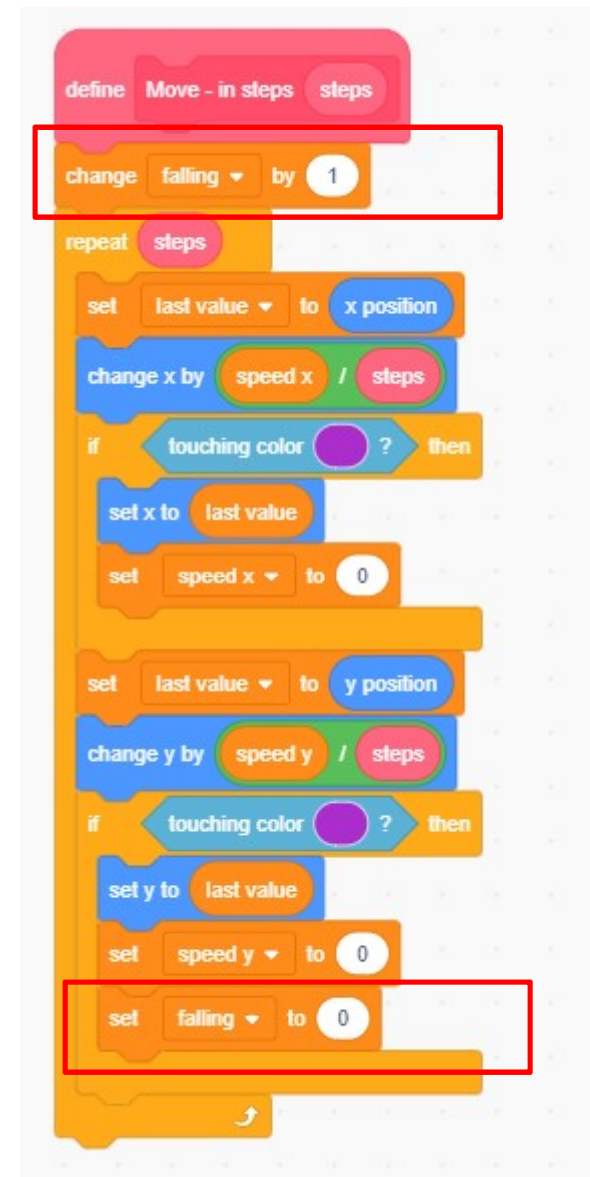 define Move - in steps steps
change falling by 1
repeat steps
set last value to x position
change x by speed x / steps
if touching color ? then
set x to last value
set speed x to 0
set last value to y position
change y by speed y / steps
if touching color ? then
set y to last value
set speed y to 0
set falling to 0